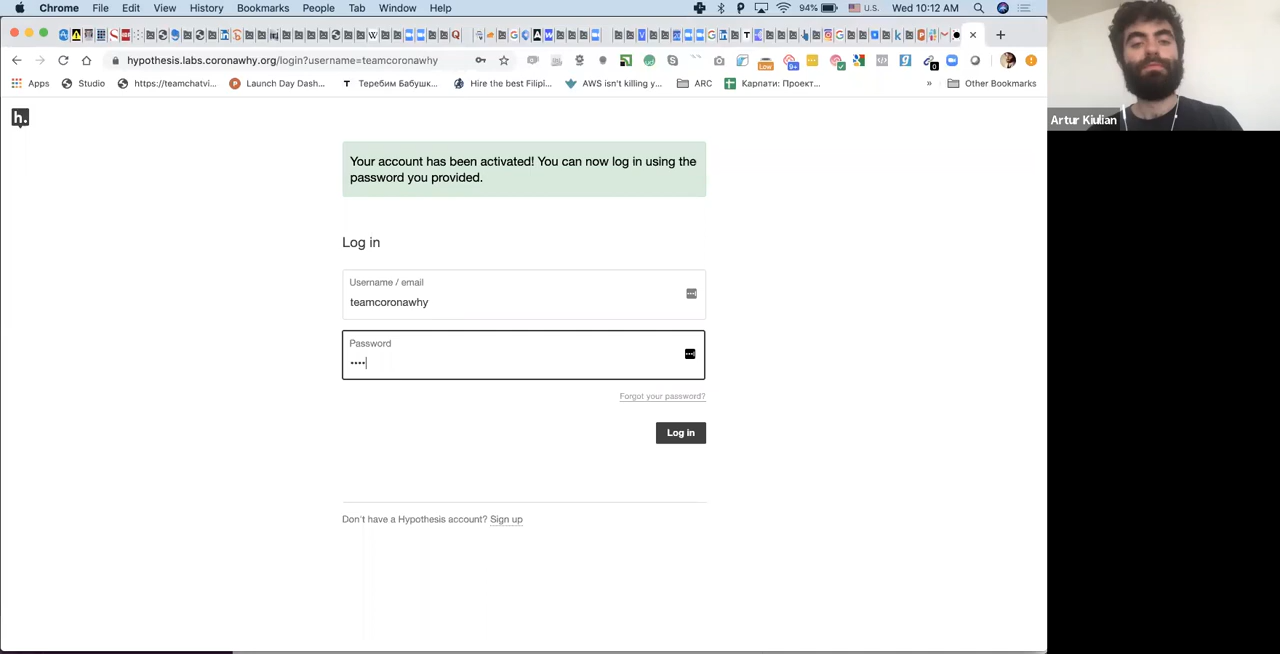 Chrome File Edit View History Bookmarks People Tab Window Help 94% U.S. Wed 10:12 AM
hypothesis.labs.coronawhy.org/login?username=teamcoronawhy
Apps Studio https://teamchatvi... Launch Day Dash... T Теребим Бабушк... Hire the best Filipi... AWS isn't killing y... ARC Карпати: Проект... » Other Bookmarks
h.
Artur Kiulian
Your account has been activated! You can now log in using the
password you provided.
Log in
Username / email
teamcoronawhy
Password
••••
Forgot your password?
Log in
Don't have a Hypothesis account? Sign up